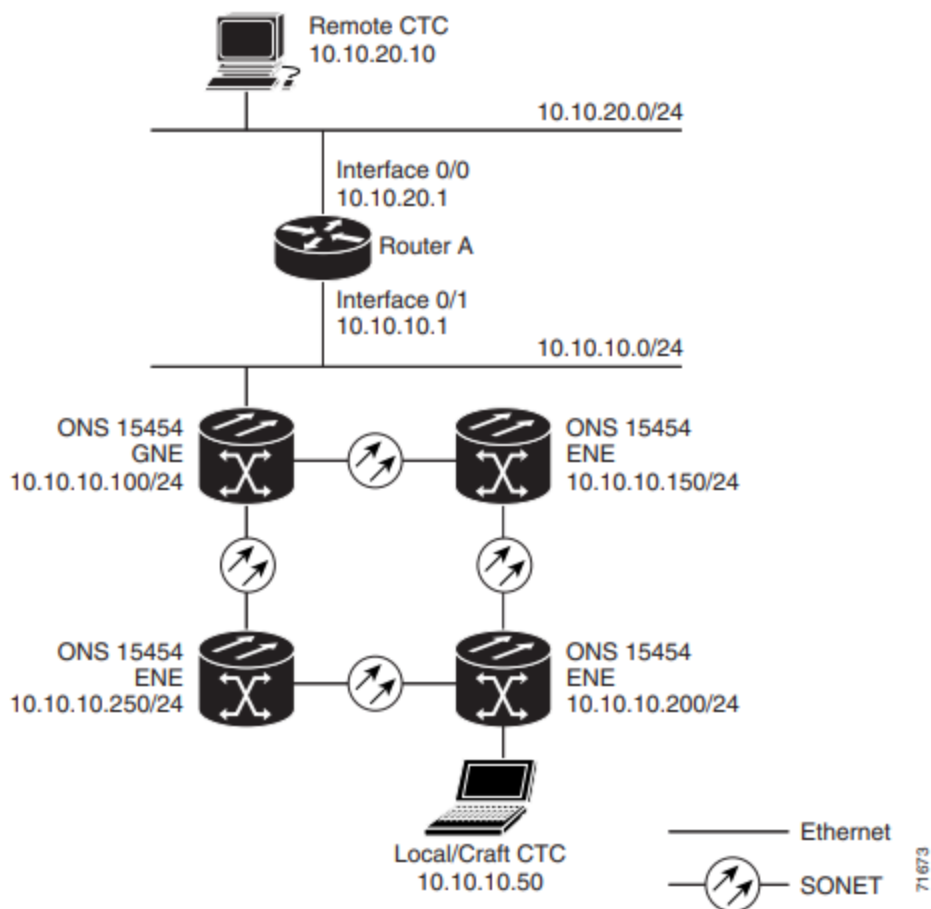 Remote CTC
10.10.20.10
10.10.20.0/24
Interface 0/0
10.10.20.1
Router A
Interface 0/1
10.10.10.1
10.10.10.0/24
ONS 15454
GNE
10.10.10.100/24
ONS 15454
ENE
10.10.10.150/24
ONS 15454
ENE
10.10.10.250/24
ONS 15454
ENE
10.10.10.200/24
Local/Craft CTC
10.10.10.50
Ethernet
SONET
71673